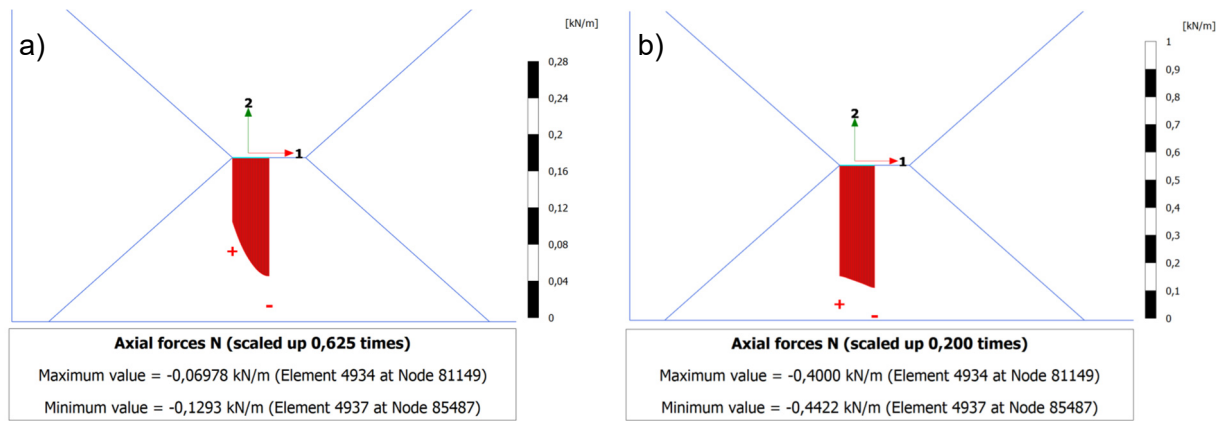 a)
[kN/m]
2
1
+
-
0,28
0,24
0,2
0,16
0,12
0,08
0,04
0
Axial forces N (scaled up 0,625 times)
Maximum value = -0,06978 kN/m (Element 4934 at Node 81149)
Minimum value = -0,1293 kN/m (Element 4937 at Node 85487)
b)
[kN/m]
2
1
+
-
1
0,9
0,8
0,7
0,6
0,5
0,4
0,3
0,2
0,1
0
Axial forces N (scaled up 0,200 times)
Maximum value = -0,4000 kN/m (Element 4934 at Node 81149)
Minimum value = -0,4422 kN/m (Element 4937 at Node 85487)